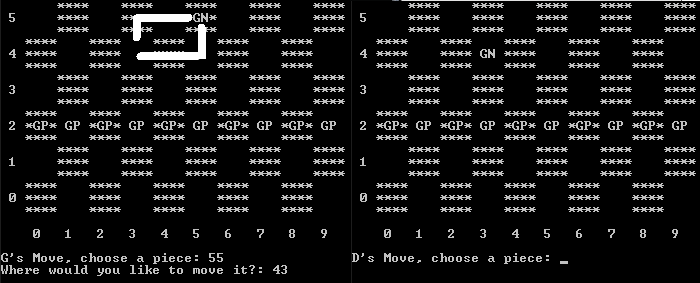 5 GN*
4
3
2 *GP* GP *GP* GP *GP* GP *GP* GP *GP* GP
1
0
0 1 2 3 4 5 6 7 8 9
G's Move, choose a piece: 55
Where would you like to move it?: 43
5
4 GN
3
2 *GP* GP *GP* GP *GP* GP *GP* GP *GP* GP
1
0
0 1 2 3 4 5 6 7 8 9
D's Move, choose a piece: _